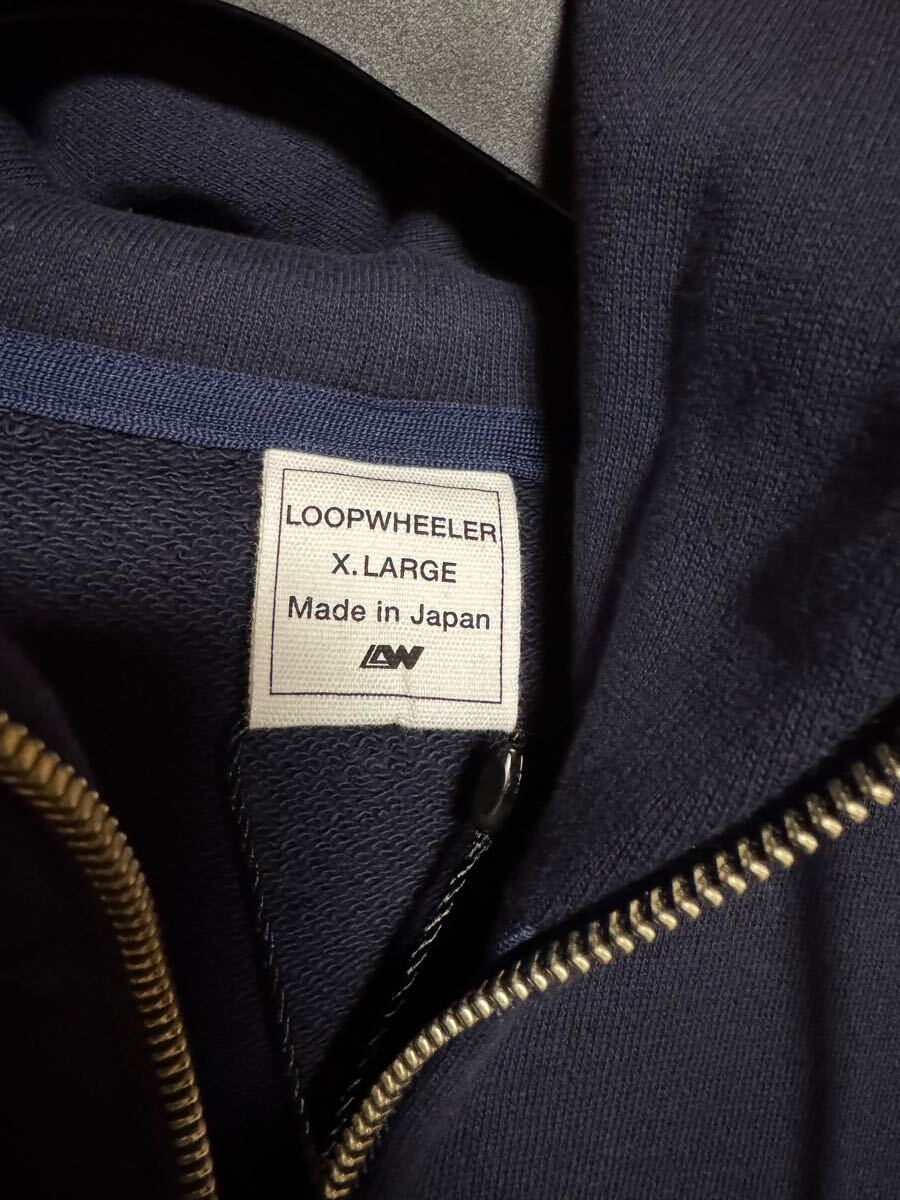 LOOPWHEELER
X.LARGE
Made in Japan
LW